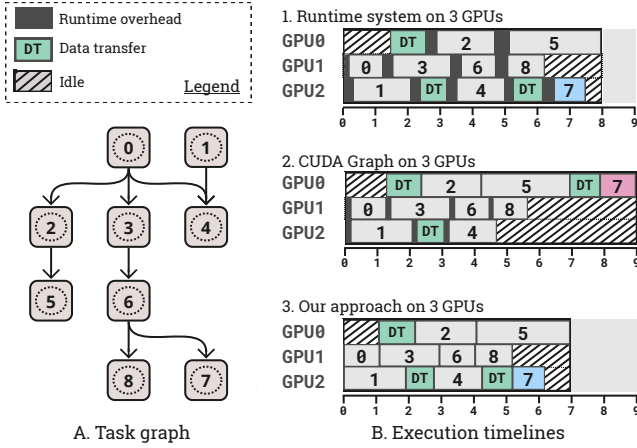 Runtime overhead
DT Data transfer
Idle
Legend
0 1
2 3 4
5 6
8 7
A. Task graph
1. Runtime system on 3 GPUs
GPU0 DT 2 5
GPU1 0 3 6 8
GPU2 1 DT 4 DT 7
0 1 2 3 4 5 6 7 8 9
2. CUDA Graph on 3 GPUs
GPU0 DT 2 5 DT 7
GPU1 0 3 6 8
GPU2 1 DT 4
0 1 2 3 4 5 6 7 8 9
3. Our approach on 3 GPUs
GPU0 DT 2 5
GPU1 0 3 6 8
GPU2 1 DT 4 DT 7
0 1 2 3 4 5 6 7 8 9
B. Execution timelines